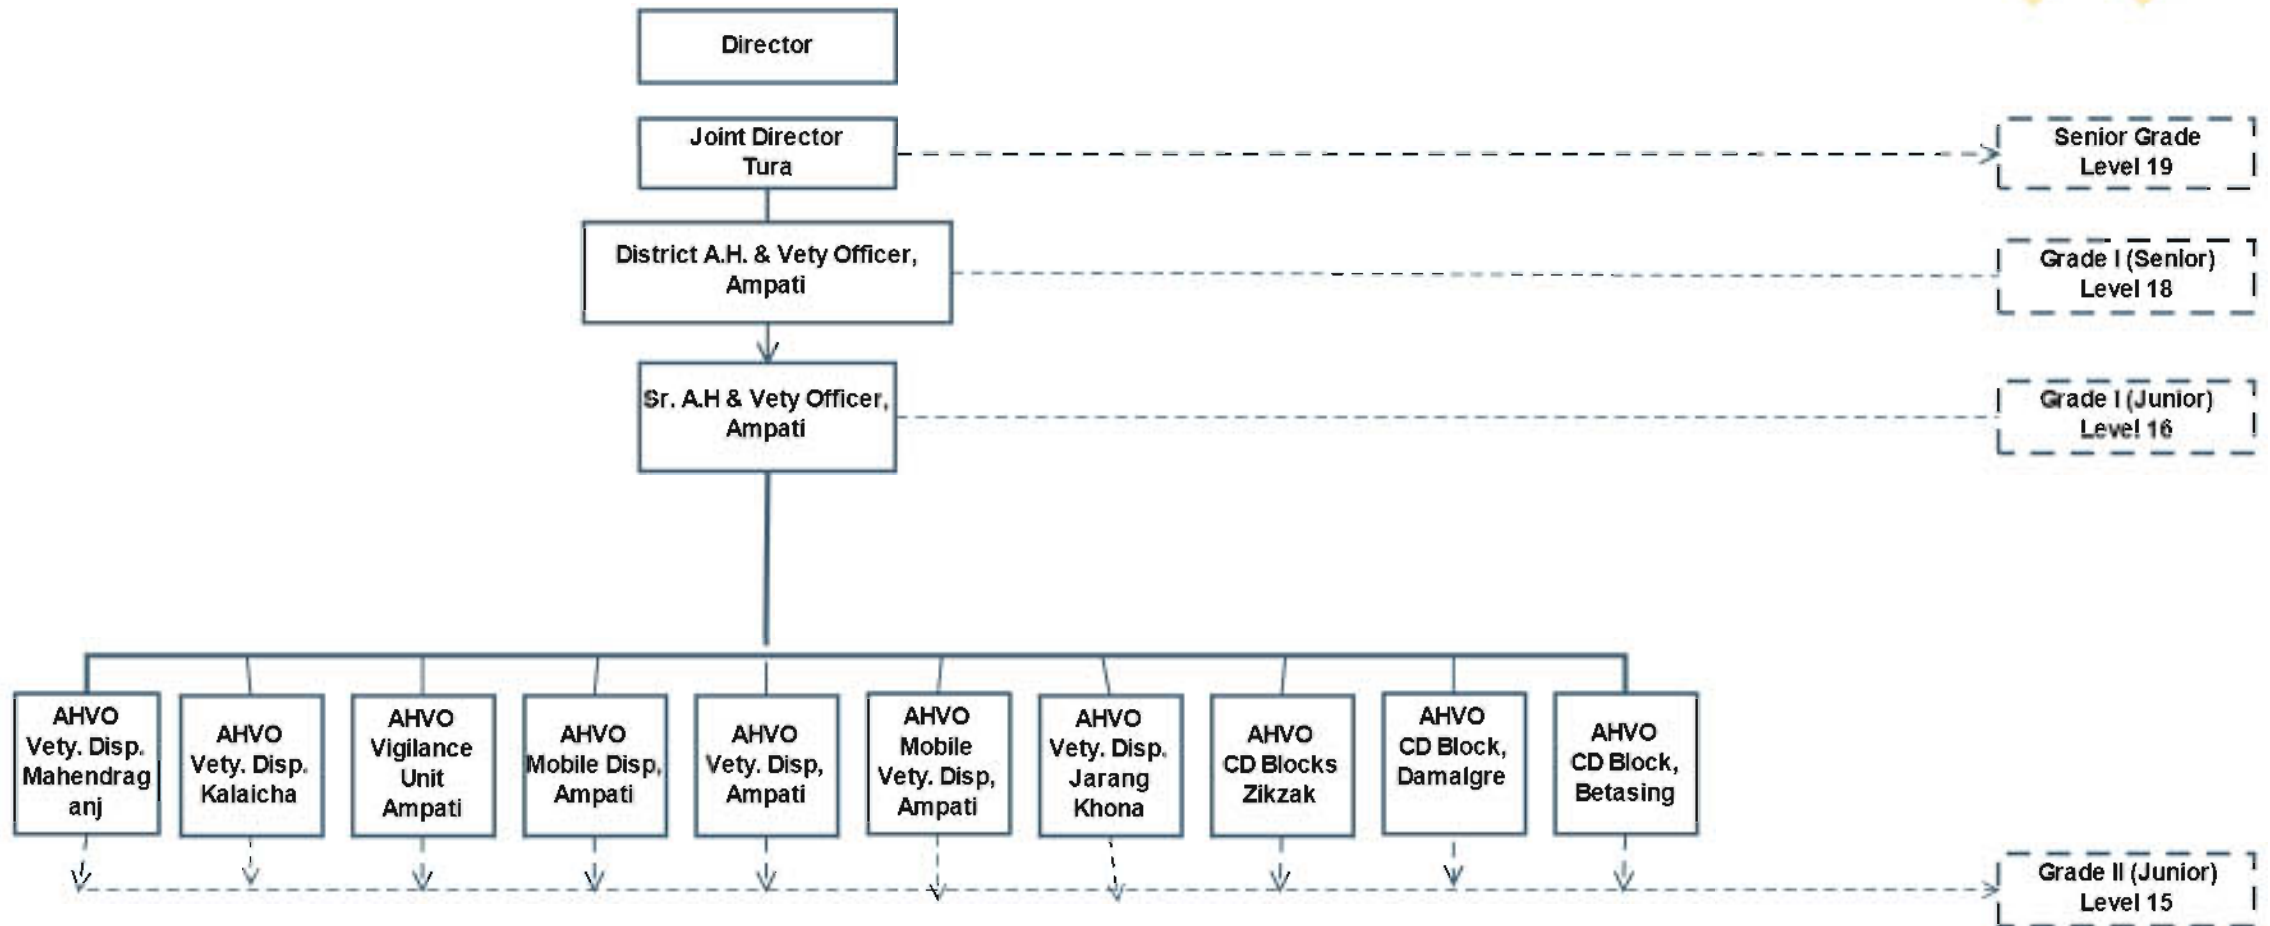 Director
Joint Director
Tura
Senior Grade
Level 19
District A.H. & Vety Officer,
Ampati
Grade I (Senior)
Level 18
Sr. A.H & Vety Officer,
Ampati
Grade I (Junior)
Level 16
AHVO
Vety. Disp.
Mahendrag
anj
AHVO
Vety. Disp.
Kalaicha
AHVO
Vigilance
Unit
Ampati
AHVO
Mobile Disp,
Ampati
AHVO
Vety. Disp,
Ampati
AHVO
Mobile
Vety. Disp,
Ampati
AHVO
Vety. Disp.
Jarang
Khona
AHVO
CD Blocks
Zikzak
AHVO
CD Block,
Damalgre
AHVO
CD Block,
Betasing
Grade II (Junior)
Level 15